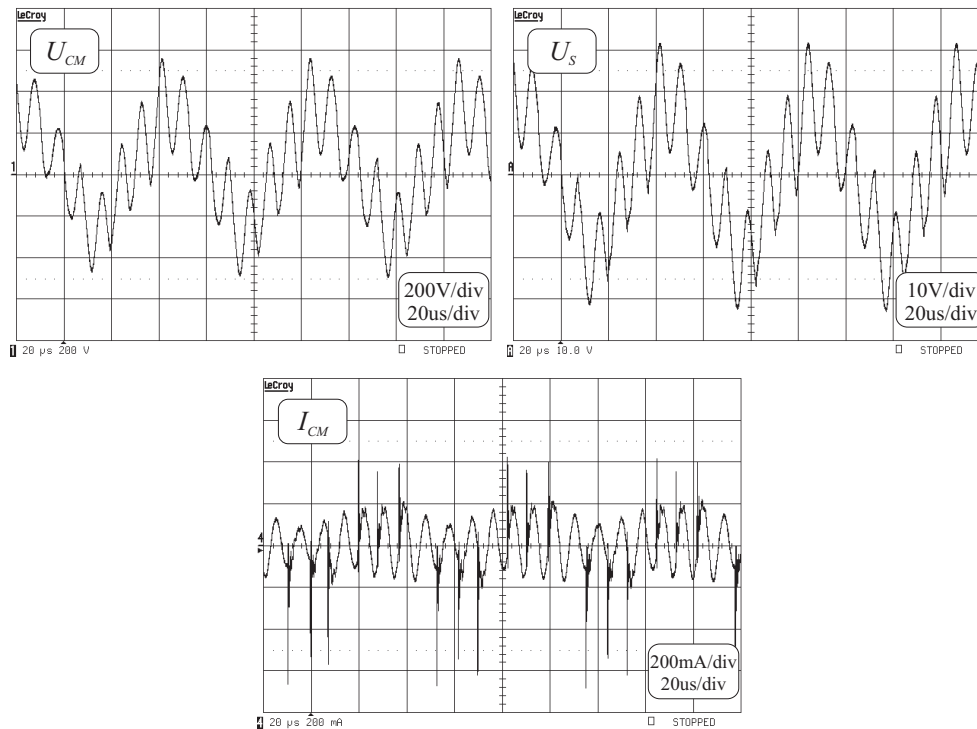 LeCroy
U_CM
1
200V/div
20us/div
1 20 µs 200 V
STOPPED
LeCroy
U_S
A
10V/div
20us/div
A 20 µs 10.0 V
STOPPED
LeCroy
I_CM
4
200mA/div
20us/div
4 20 µs 200 mA
STOPPED